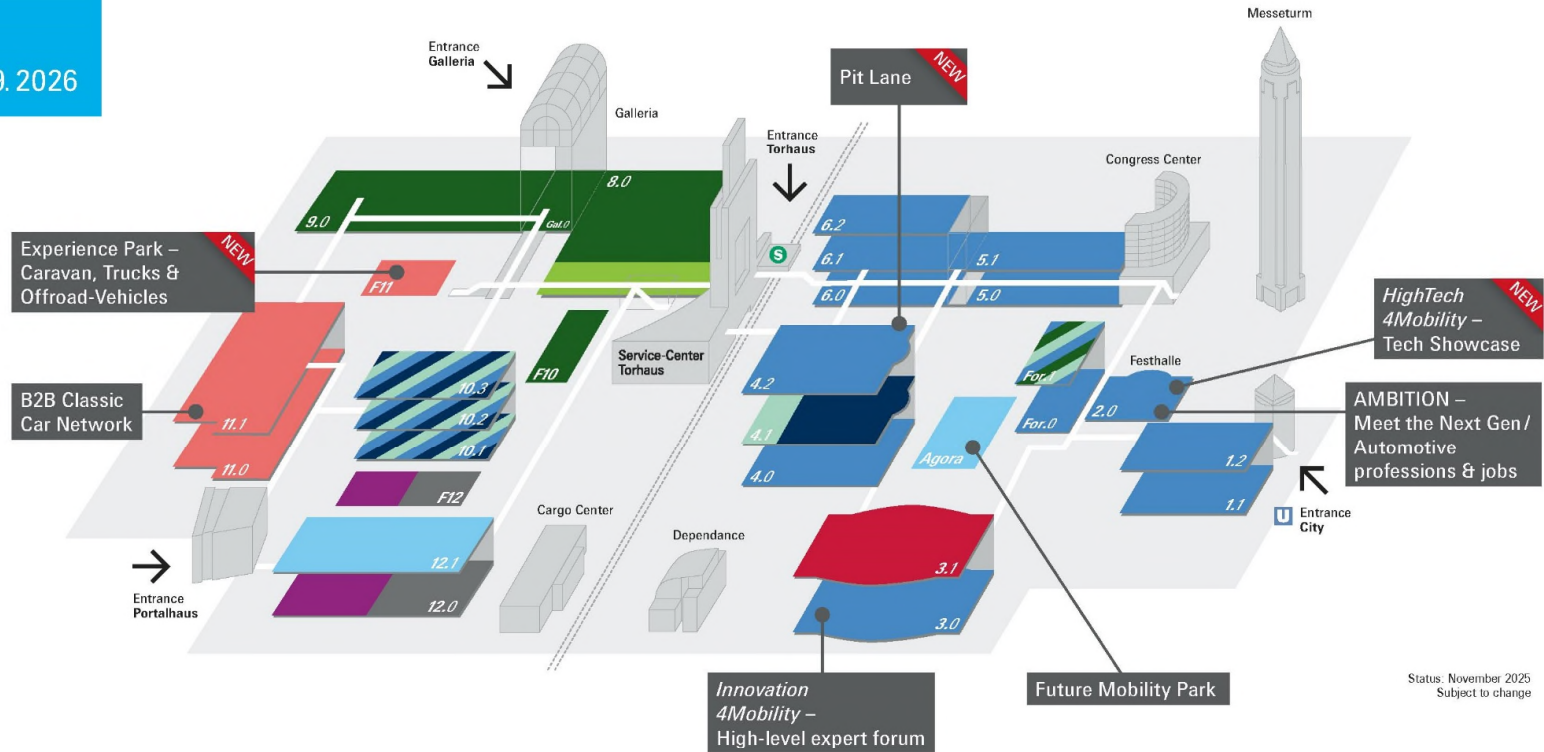 9. 2026
Messeturm
Entrance
Galleria
Galleria
Pit Lane
NEW
Entrance
Torhaus
Congress Center
8.0
9.0
Gal.0
6.2
6.1
5.1
6.0
5.0
S
Experience Park –
Caravan, Trucks &
Offroad-Vehicles
NEW
F11
HighTech
4Mobility –
Tech Showcase
NEW
Service-Center
Torhaus
F10
For.1
Festhalle
4.2
10.3
B2B Classic
Car Network
11.1
10.2
10.1
4.1
For.0
2.0
AMBITION –
Meet the Next Gen/
Automotive
professions & jobs
Agora
11.0
4.0
1.2
1.1
F12
U
Entrance
City
Cargo Center
Dependance
12.1
3.1
Entrance
Portalhaus
12.0
3.0
Innovation
4Mobility –
High-level expert forum
Future Mobility Park
Status: November 2025
Subject to change